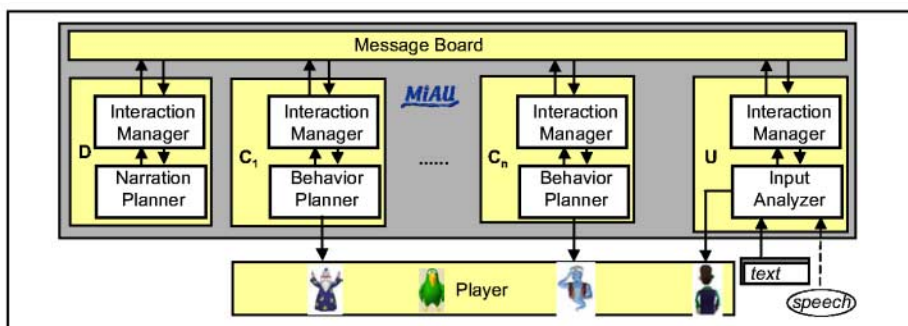 Message Board
MiAU
Interaction
Manager
Interaction
Manager
Interaction
Manager
Interaction
Manager
D
C1
......
Cn
U
Narration
Planner
Behavior
Planner
Behavior
Planner
Input
Analyzer
Player
text
speech